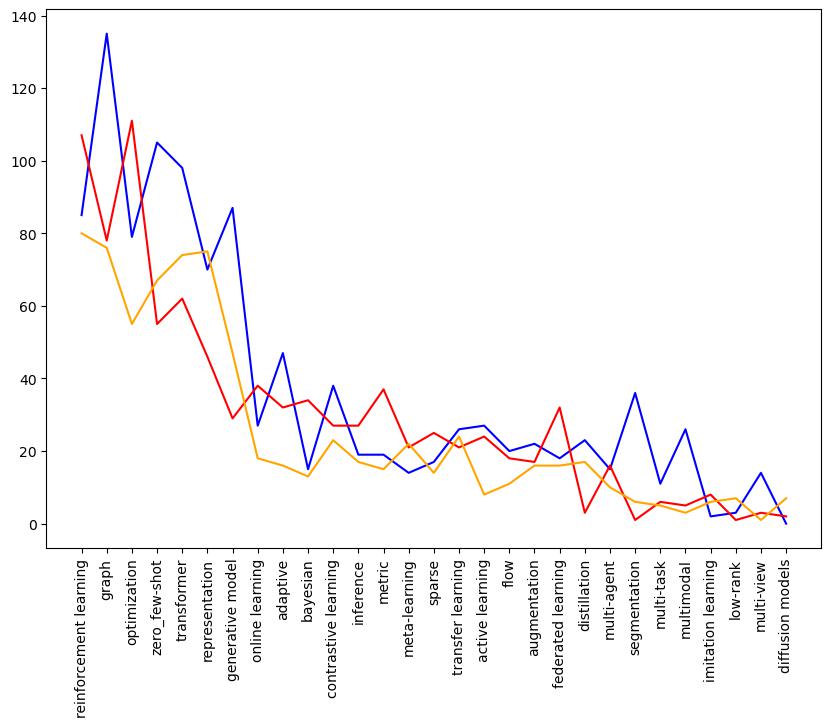 140
120
100
80
60
40
20
0
reinforcement learning
graph
optimization
zero_few-shot
transformer
representation
generative model
online learning
adaptive
bayesian
contrastive learning
inference
metric
meta-learning
sparse
transfer learning
active learning
flow
augmentation
federated learning
distillation
multi-agent
segmentation
multi-task
multimodal
imitation learning
low-rank
multi-view
diffusion models